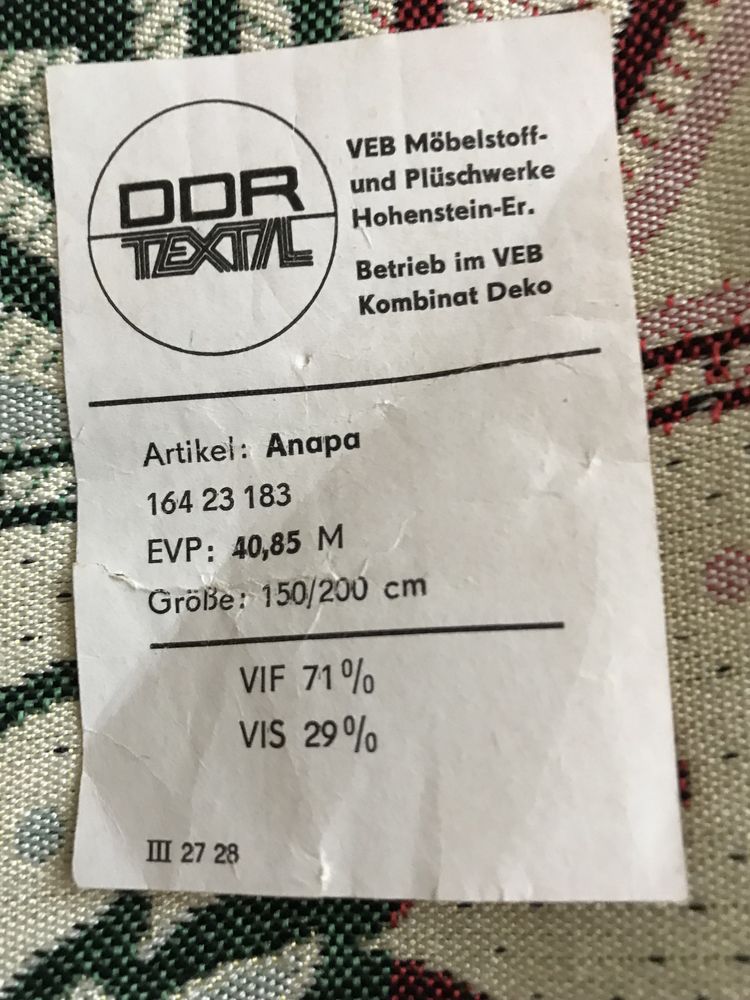 DDR
TEXTIL
VEB Möbelstoff-
und Plüschwerke
Hohenstein-Er.
Betrieb im VEB
Kombinat Deko
Artikel: Anapa
164 23 183
EVP: 40,85 M
Größe: 150/200 cm
VIF 71%
VIS 29%
III 27 28